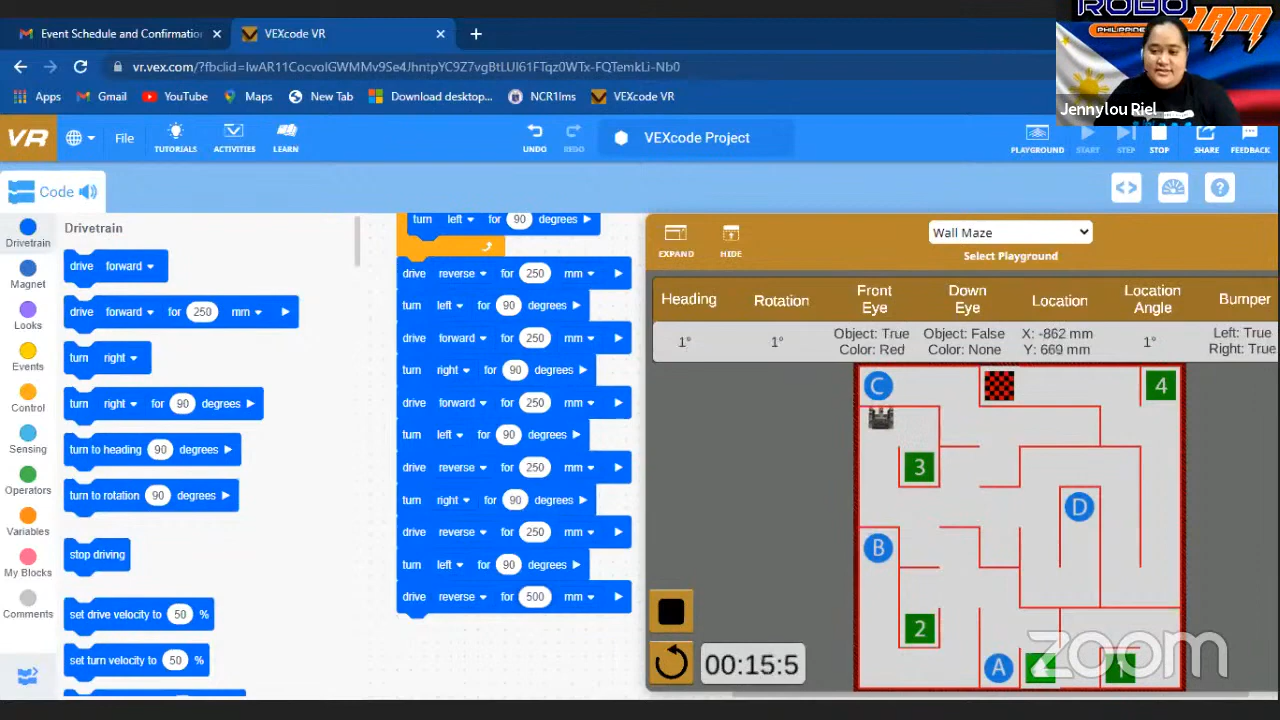 Event Schedule and Confirmation
VEXcode VR
ROBO
JAM
PHILIPPINE
Jennylou Riel
vr.vex.com/?fbclid=IwAR11CocvolGWMMv9Se4JhntpYC9Z7vgBtLUI61FTqz0WTx-FQTemkLi-Nb0
Apps
Gmail
YouTube
Maps
New Tab
Download desktop...
NCR1lms
VEXcode VR
VR
File
TUTORIALS
ACTIVITIES
LEARN
UNDO
REDO
VEXcode Project
PLAYGROUND
START
STEP
STOP
SHARE
FEEDBACK
Code
Drivetrain
Magnet
Looks
Events
Control
Sensing
Operators
Variables
My Blocks
Comments
Drivetrain
drive forward
drive forward for 250 mm
turn right
turn right for 90 degrees
turn to heading 90 degrees
turn to rotation 90 degrees
stop driving
set drive velocity to 50 %
set turn velocity to 50 %
turn left for 90 degrees
drive reverse for 250 mm
turn left for 90 degrees
drive forward for 250 mm
turn right for 90 degrees
drive forward for 250 mm
turn left for 90 degrees
drive reverse for 250 mm
turn right for 90 degrees
drive reverse for 250 mm
turn left for 90 degrees
drive reverse for 500 mm
EXPAND
HIDE
Wall Maze
Select Playground
Heading
Rotation
Front Eye
Down Eye
Location
Location Angle
Bumper
1°
1°
Object: True
Color: Red
Object: False
Color: None
X: -862 mm
Y: 669 mm
1°
Left: True
Right: True
C
4
3
D
B
2
A
1
zoom
00:15:5